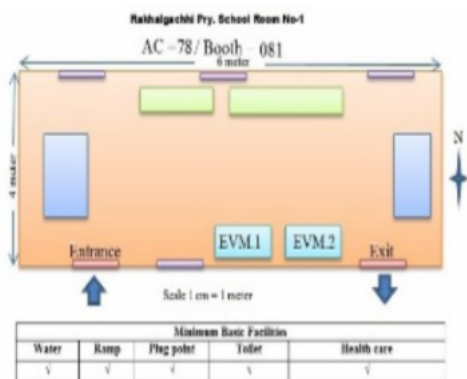 Rakhalgachhi Pry. School Room No-1
AC -78/ Booth - 081
6 meter
4 meter
N
EVM.1 EVM.2
Entrance Exit
Scale 1 cm = 1 meter
Minimum Basic Facilities
Water Ramp Plug point Toilet Health care
√ √ √ √ √